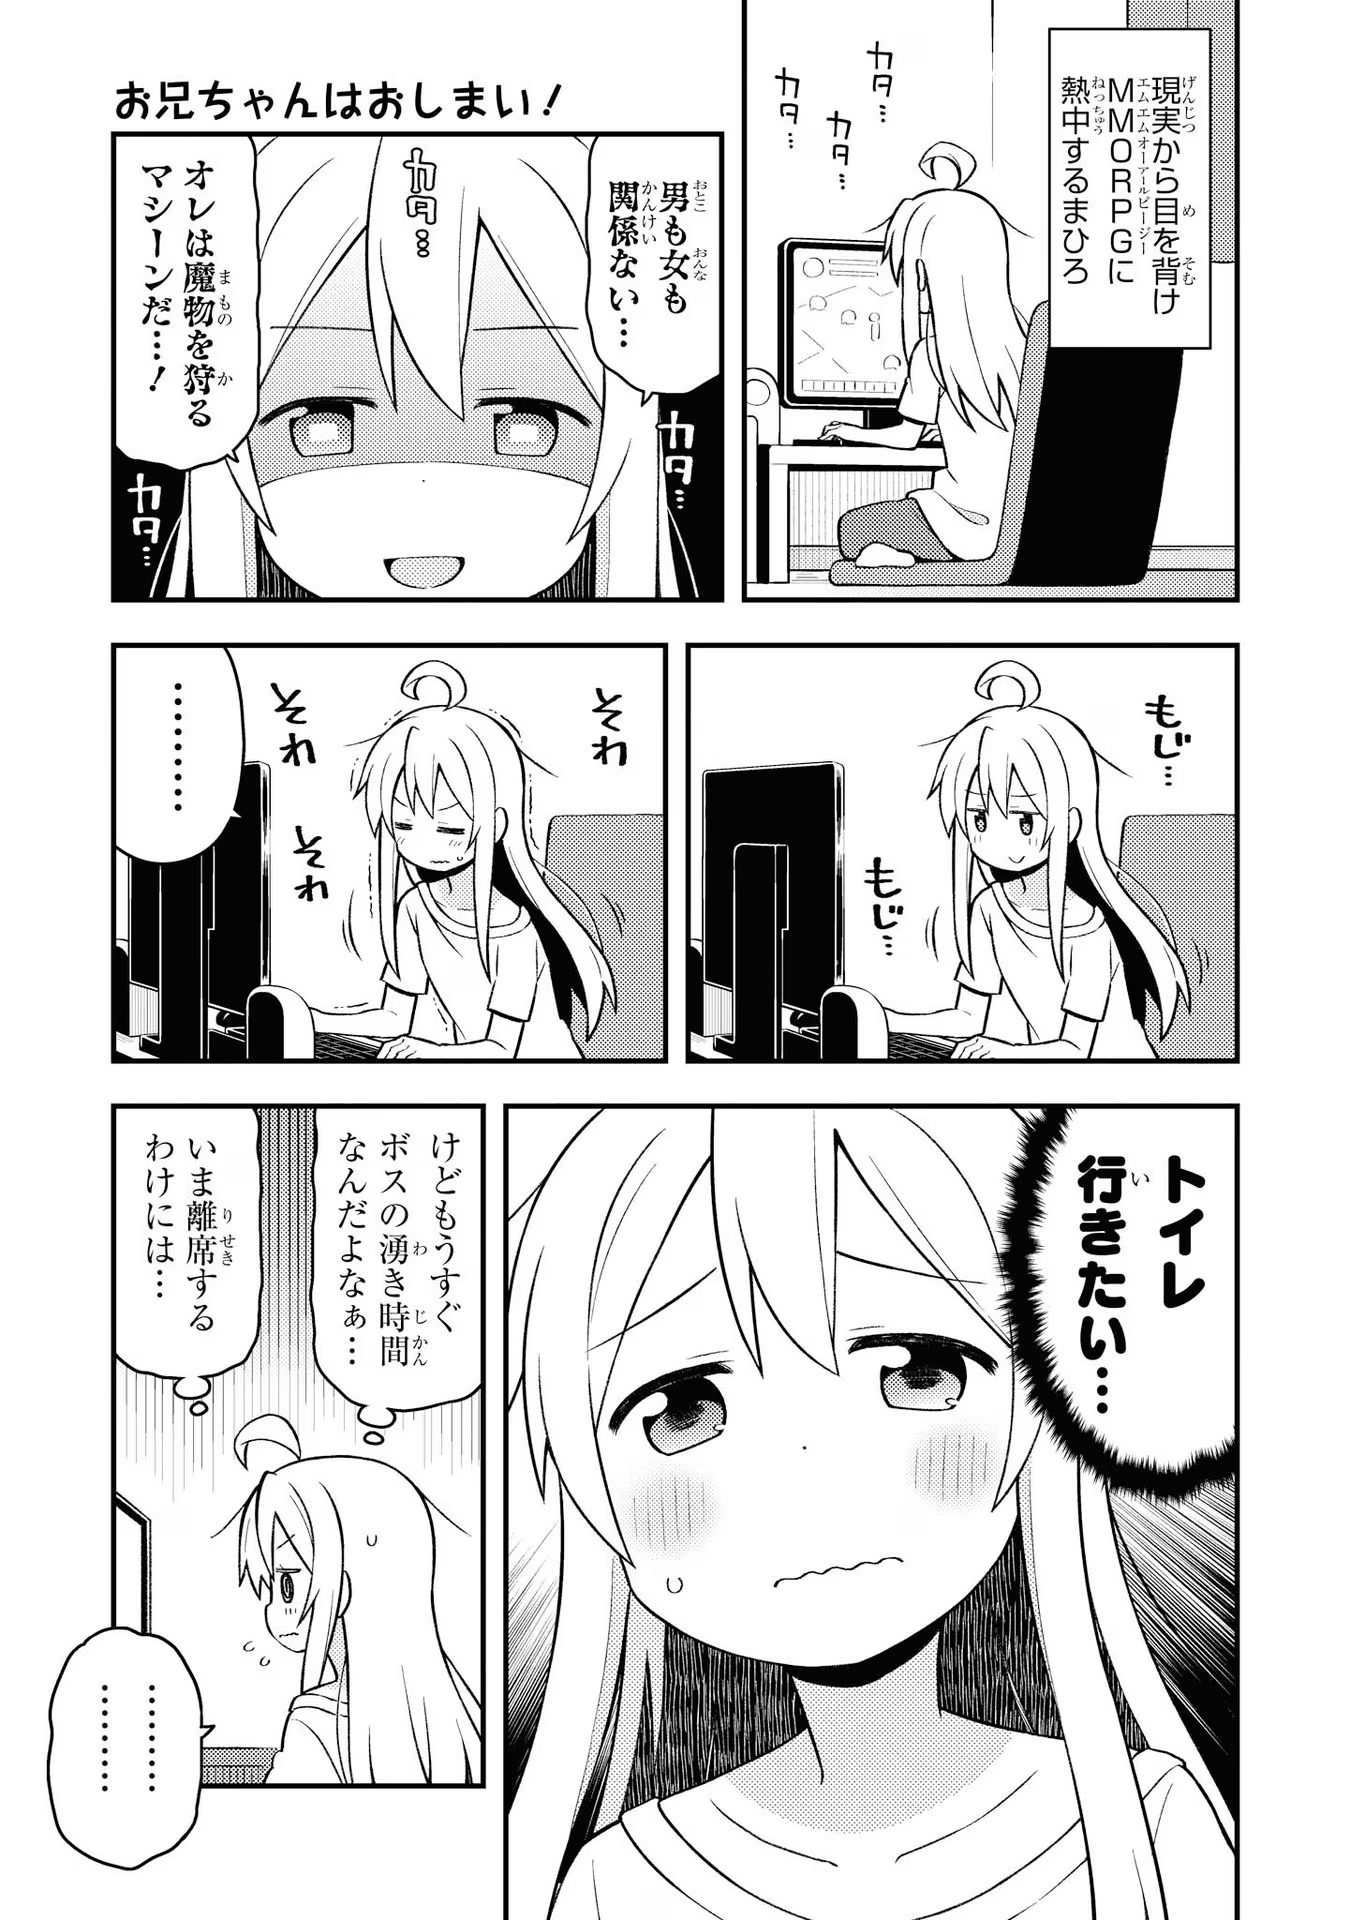 現実から目を背け
MMORPGに
熱中するまひろ
カタ…
カタ…
カタ…
お兄ちゃんはおしまい!
男も女も
関係ない…
カタ…
カタ…
オレは魔物を狩る
マシーンだ…!
カタ…
もじ…
もじ…
そわ
そわ
そわ
………
トイレ
行きたい…
けどもうすぐ
ボスの湧き時間
なんだよなぁ…
いま離席する
わけには…
………
………